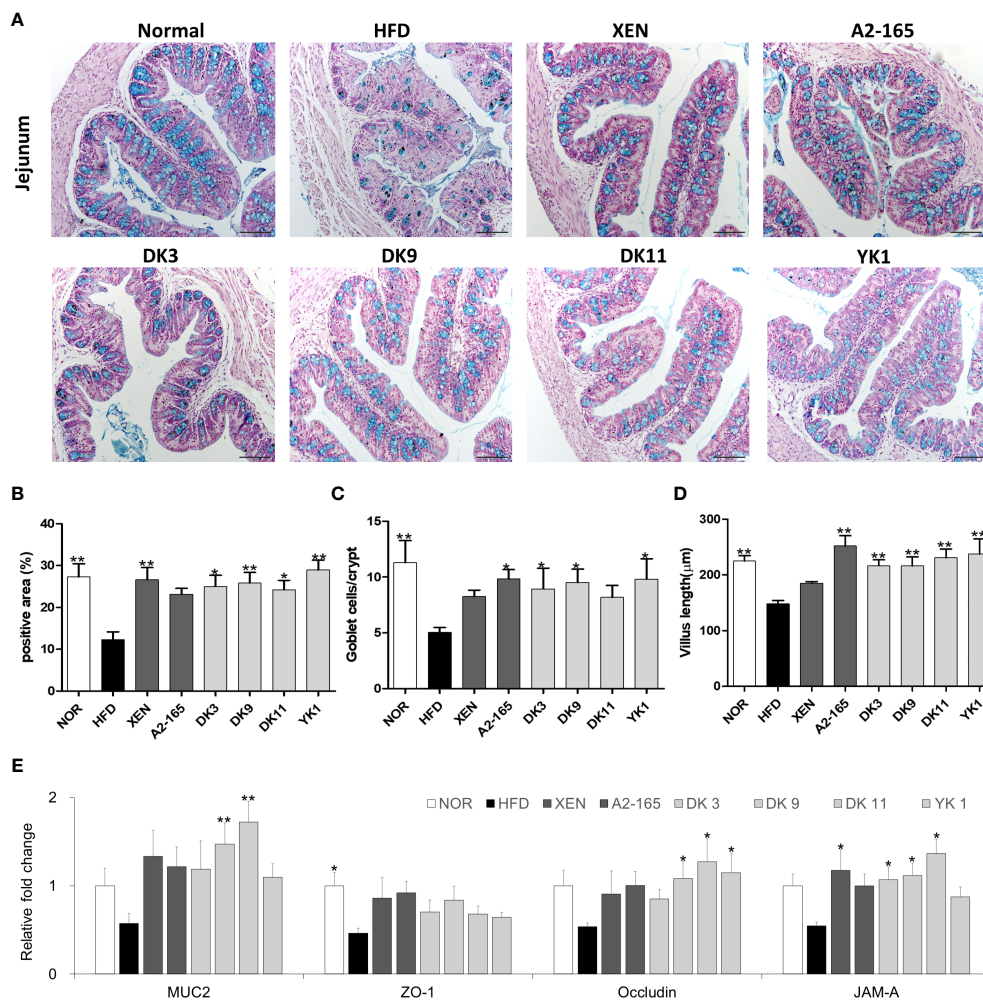 A
Normal HFD XEN A2-165
Jejunum
DK3 DK9 DK11 YK1
B
positive area (%)
40
30
20
10
0
** ** * ** * **
NOR HFD XEN A2-165 DK3 DK9 DK11 YK1
C
Goblet cells/crypt
15
10
5
0
** * * * *
NOR HFD XEN A2-165 DK3 DK9 DK11 YK1
D
Villus length(μm)
300
200
100
0
** ** ** ** ** **
NOR HFD XEN A2-165 DK3 DK9 DK11 YK1
E
Relative fold change
2
1
0
NOR HFD XEN A2-165 DK 3 DK 9 DK 11 YK 1
** ** * * * * * * * *
MUC2 ZO-1 Occludin JAM-A